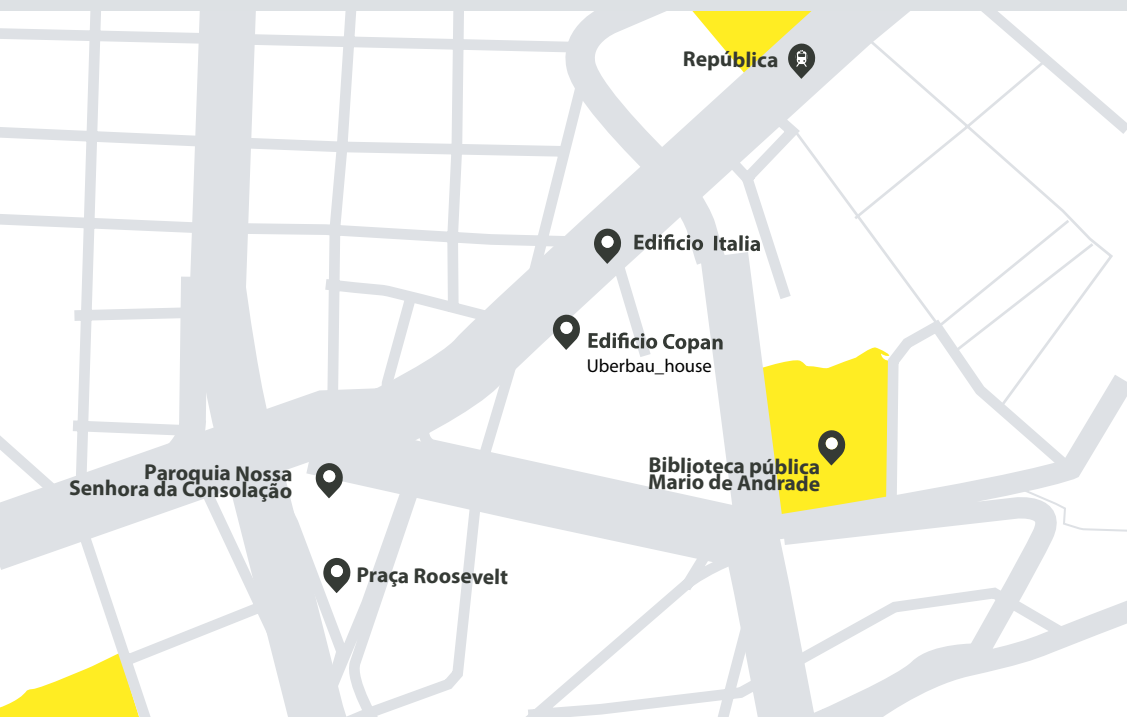 República
Edificio Italia
Edificio Copan
Uberbau_house
Biblioteca pública
Mario de Andrade
Paroquia Nossa
Senhora da Consolação
Praça Roosevelt